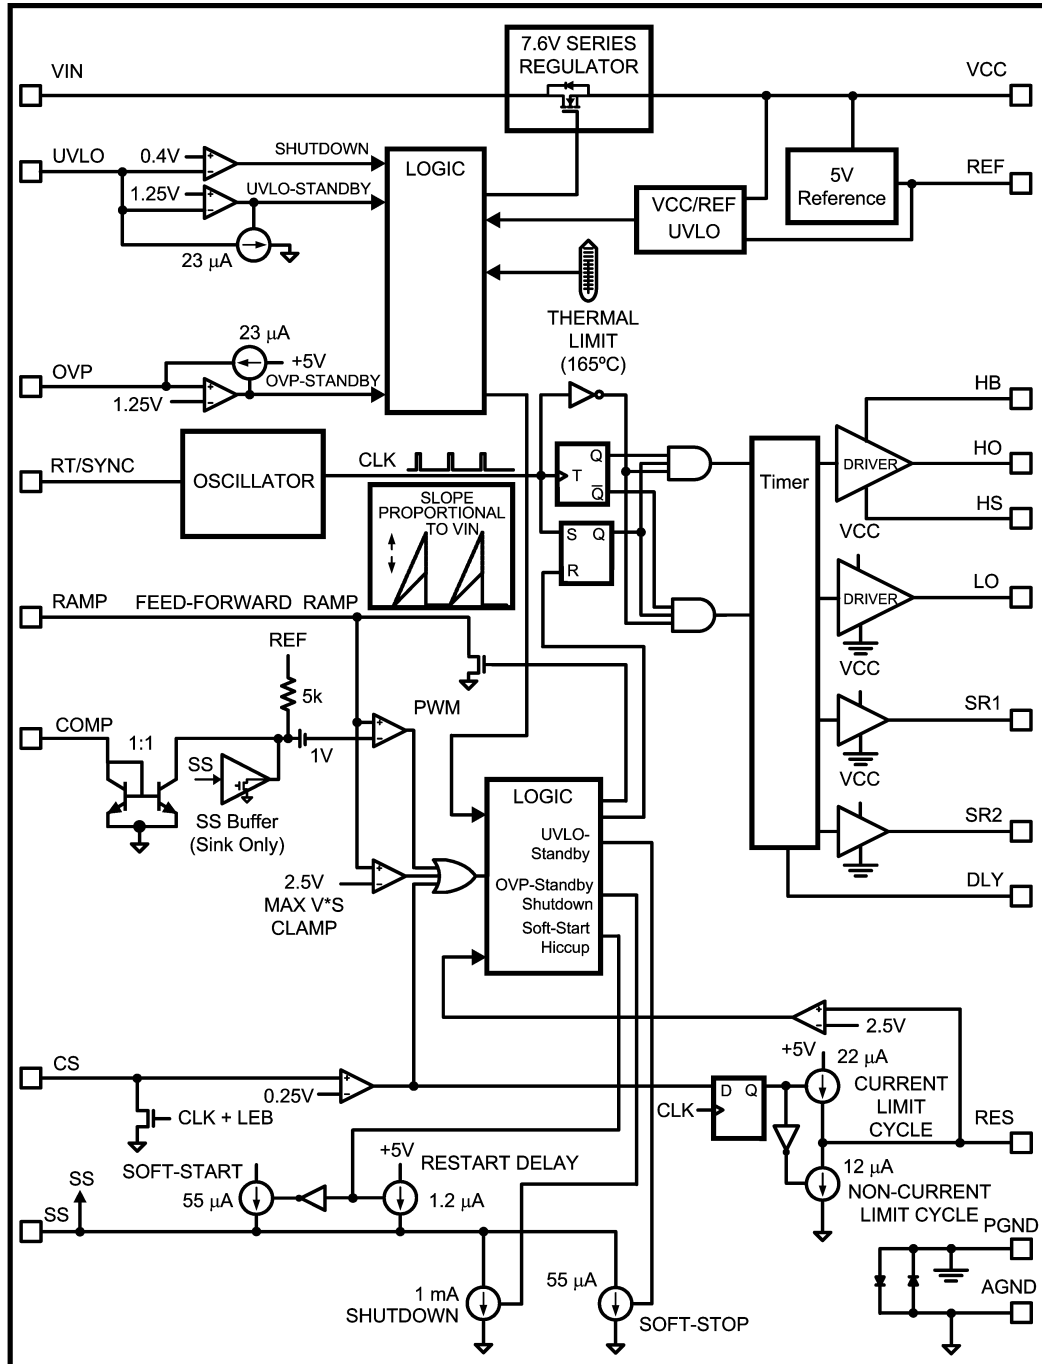 7.6V SERIES
REGULATOR
VIN
VCC
UVLO
0.4V
+
−
SHUTDOWN
1.25V
+
−
UVLO-STANDBY
23 µA
LOGIC
VCC/REF
UVLO
5V
Reference
REF
THERMAL
LIMIT
(165ºC)
23 µA
+5V
OVP
1.25V
+
−
OVP-STANDBY
HB
HO
HS
DRIVER
RT/SYNC
OSCILLATOR
CLK
T
Q
Q̅
Timer
SLOPE
PROPORTIONAL
TO VIN
S
Q
R
VCC
DRIVER
LO
RAMP
FEED-FORWARD RAMP
REF
5k
PWM
+
−
VCC
COMP
1:1
1V
SR1
SS
SS Buffer
(Sink Only)
VCC
LOGIC
UVLO-
Standby
OVP-Standby
Shutdown
Soft-Start
Hiccup
SR2
2.5V
+
−
MAX V*S
CLAMP
DLY
+
−
2.5V
+5V
22 µA
CS
0.25V
+
−
D
Q
CLK
CURRENT
LIMIT
CYCLE
RES
CLK + LEB
SOFT-START
+5V
RESTART DELAY
12 µA
NON-CURRENT
LIMIT CYCLE
SS
55 µA
1.2 µA
SS
PGND
1 mA
SHUTDOWN
55 µA
SOFT-STOP
AGND